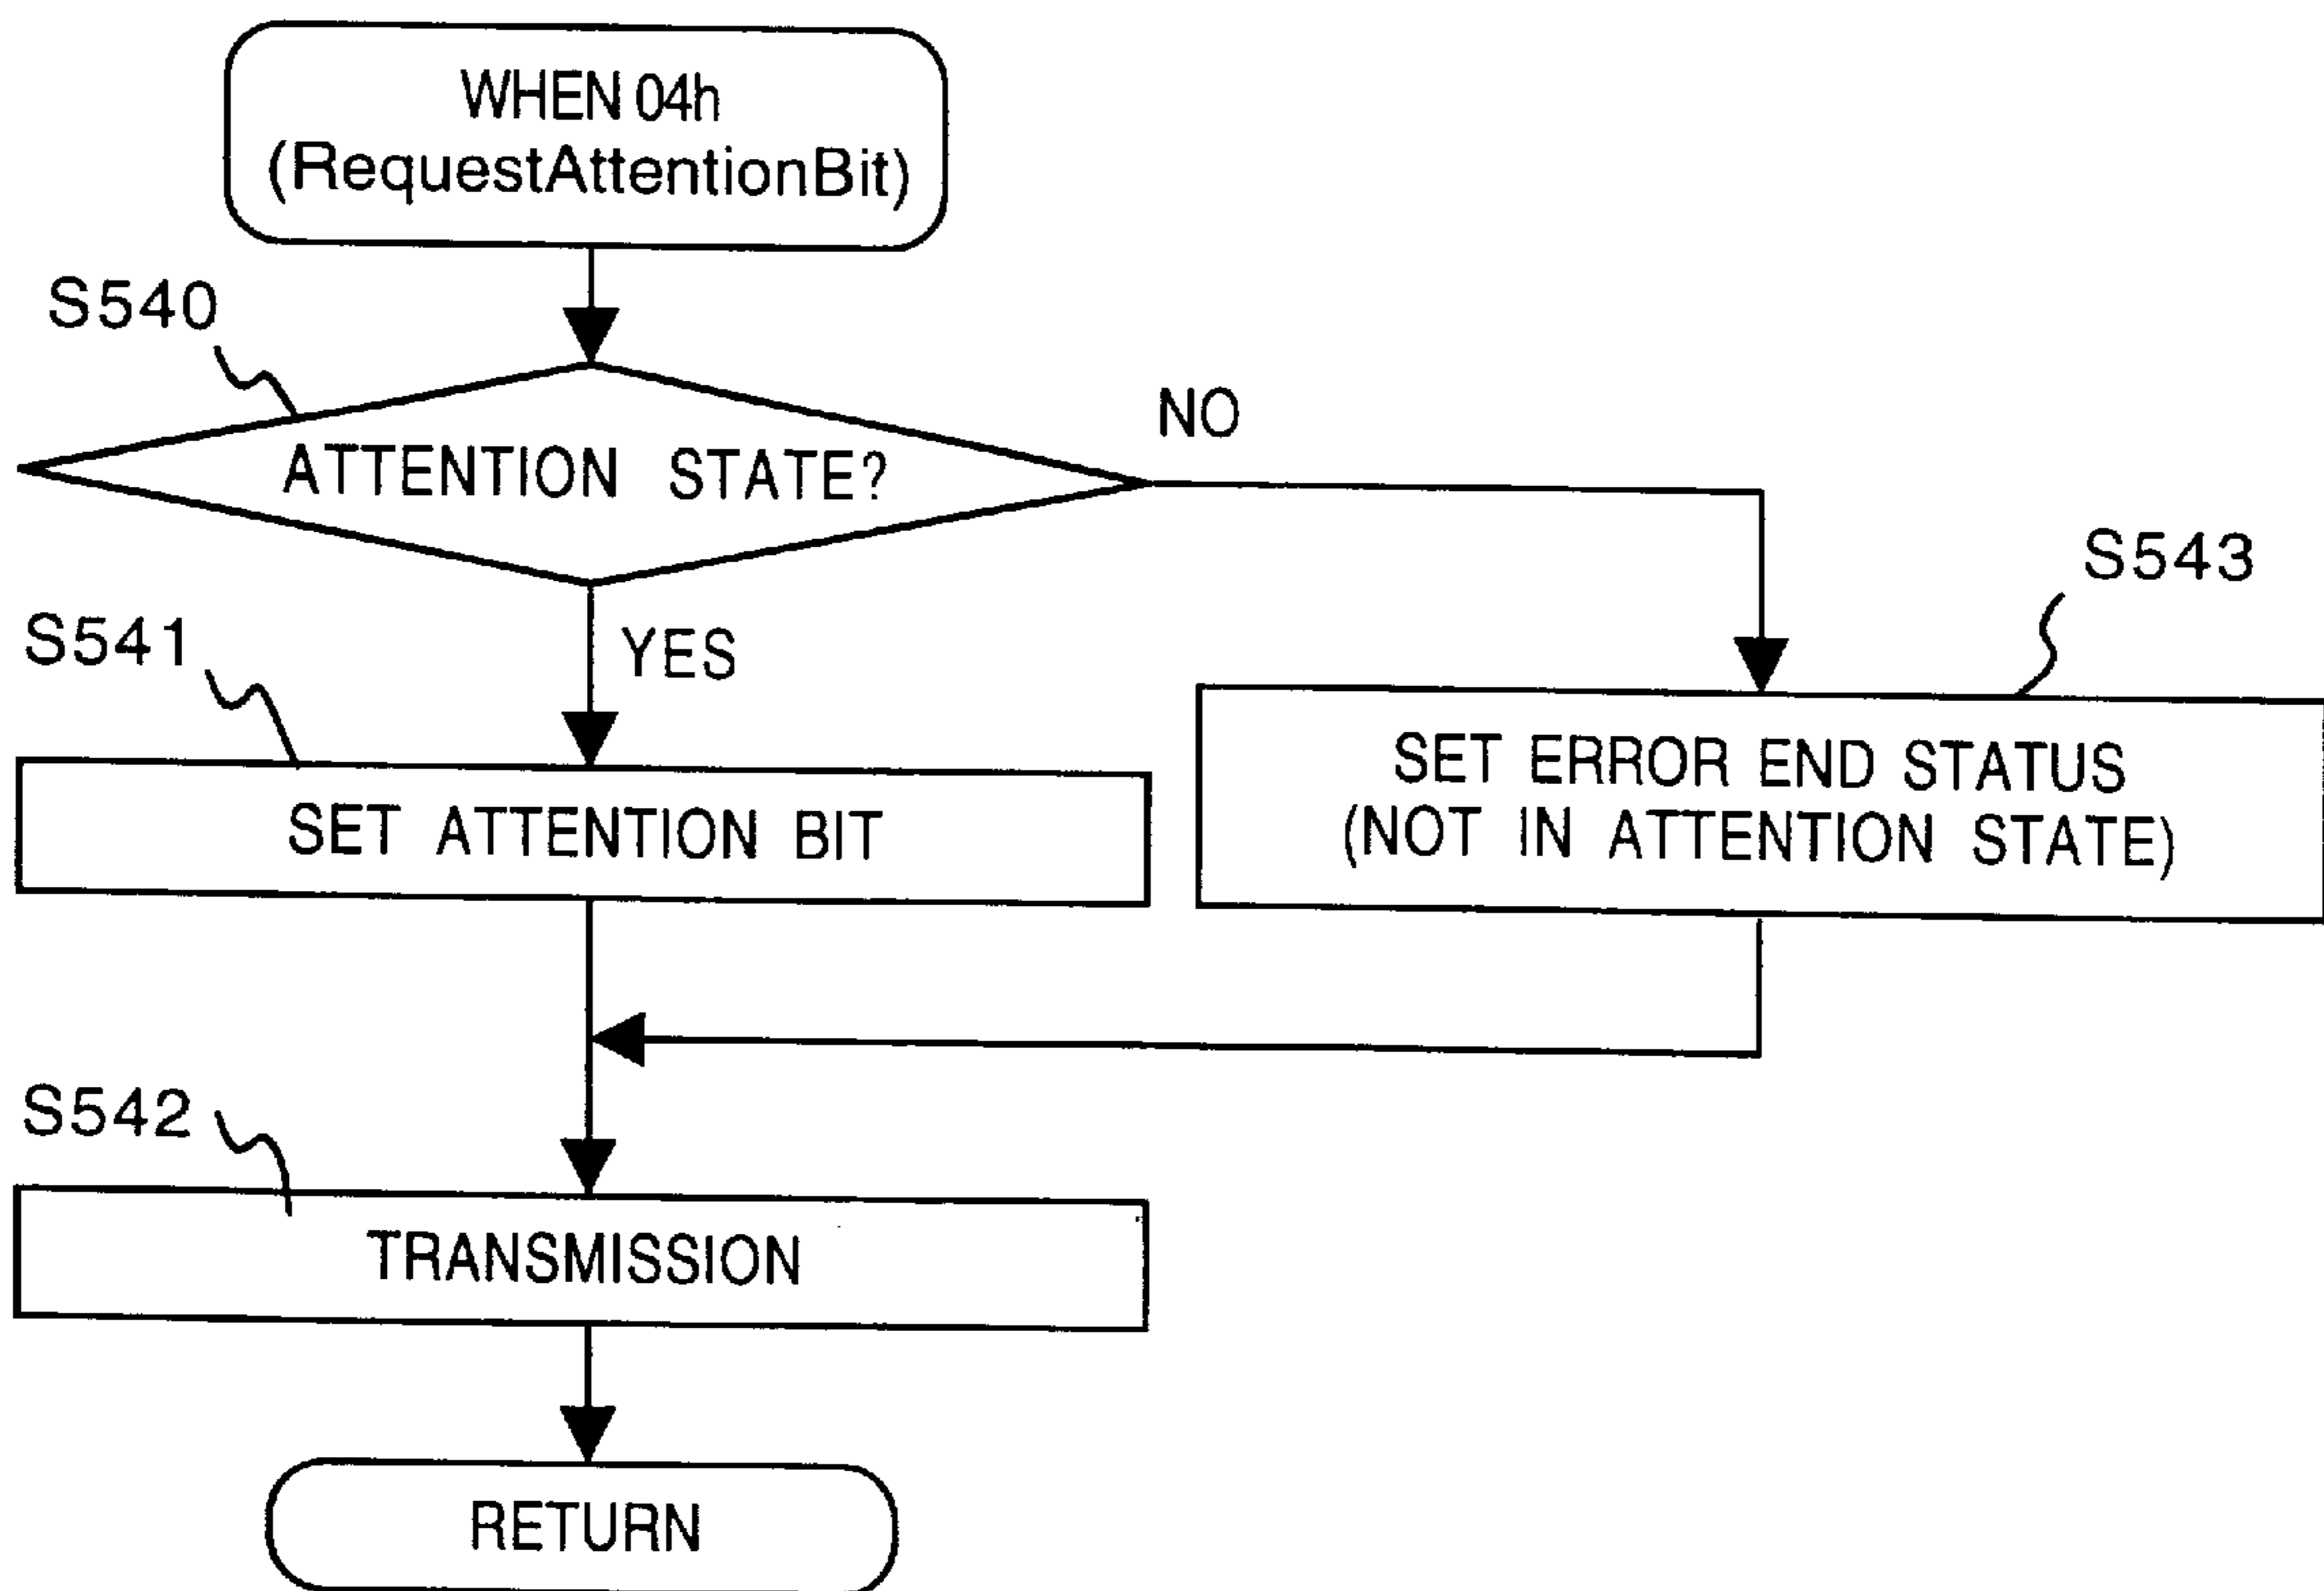 WHEN 04h
(RequestAttentionBit)
S540
NO
ATTENTION STATE?
S543
S541
YES
SET ERROR END STATUS
(NOT IN ATTENTION STATE)
SET ATTENTION BIT
S542
TRANSMISSION
RETURN